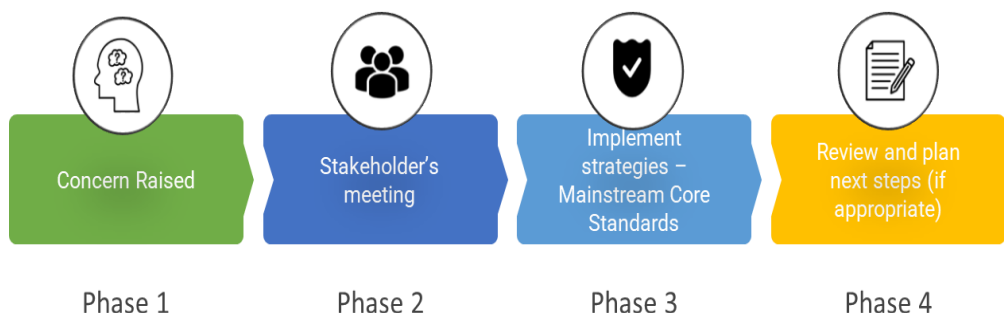 Concern Raised
Stakeholder’s
meeting
Implement
strategies –
Mainstream Core
Standards
Review and plan
next steps (if
appropriate)
Phase 1
Phase 2
Phase 3
Phase 4